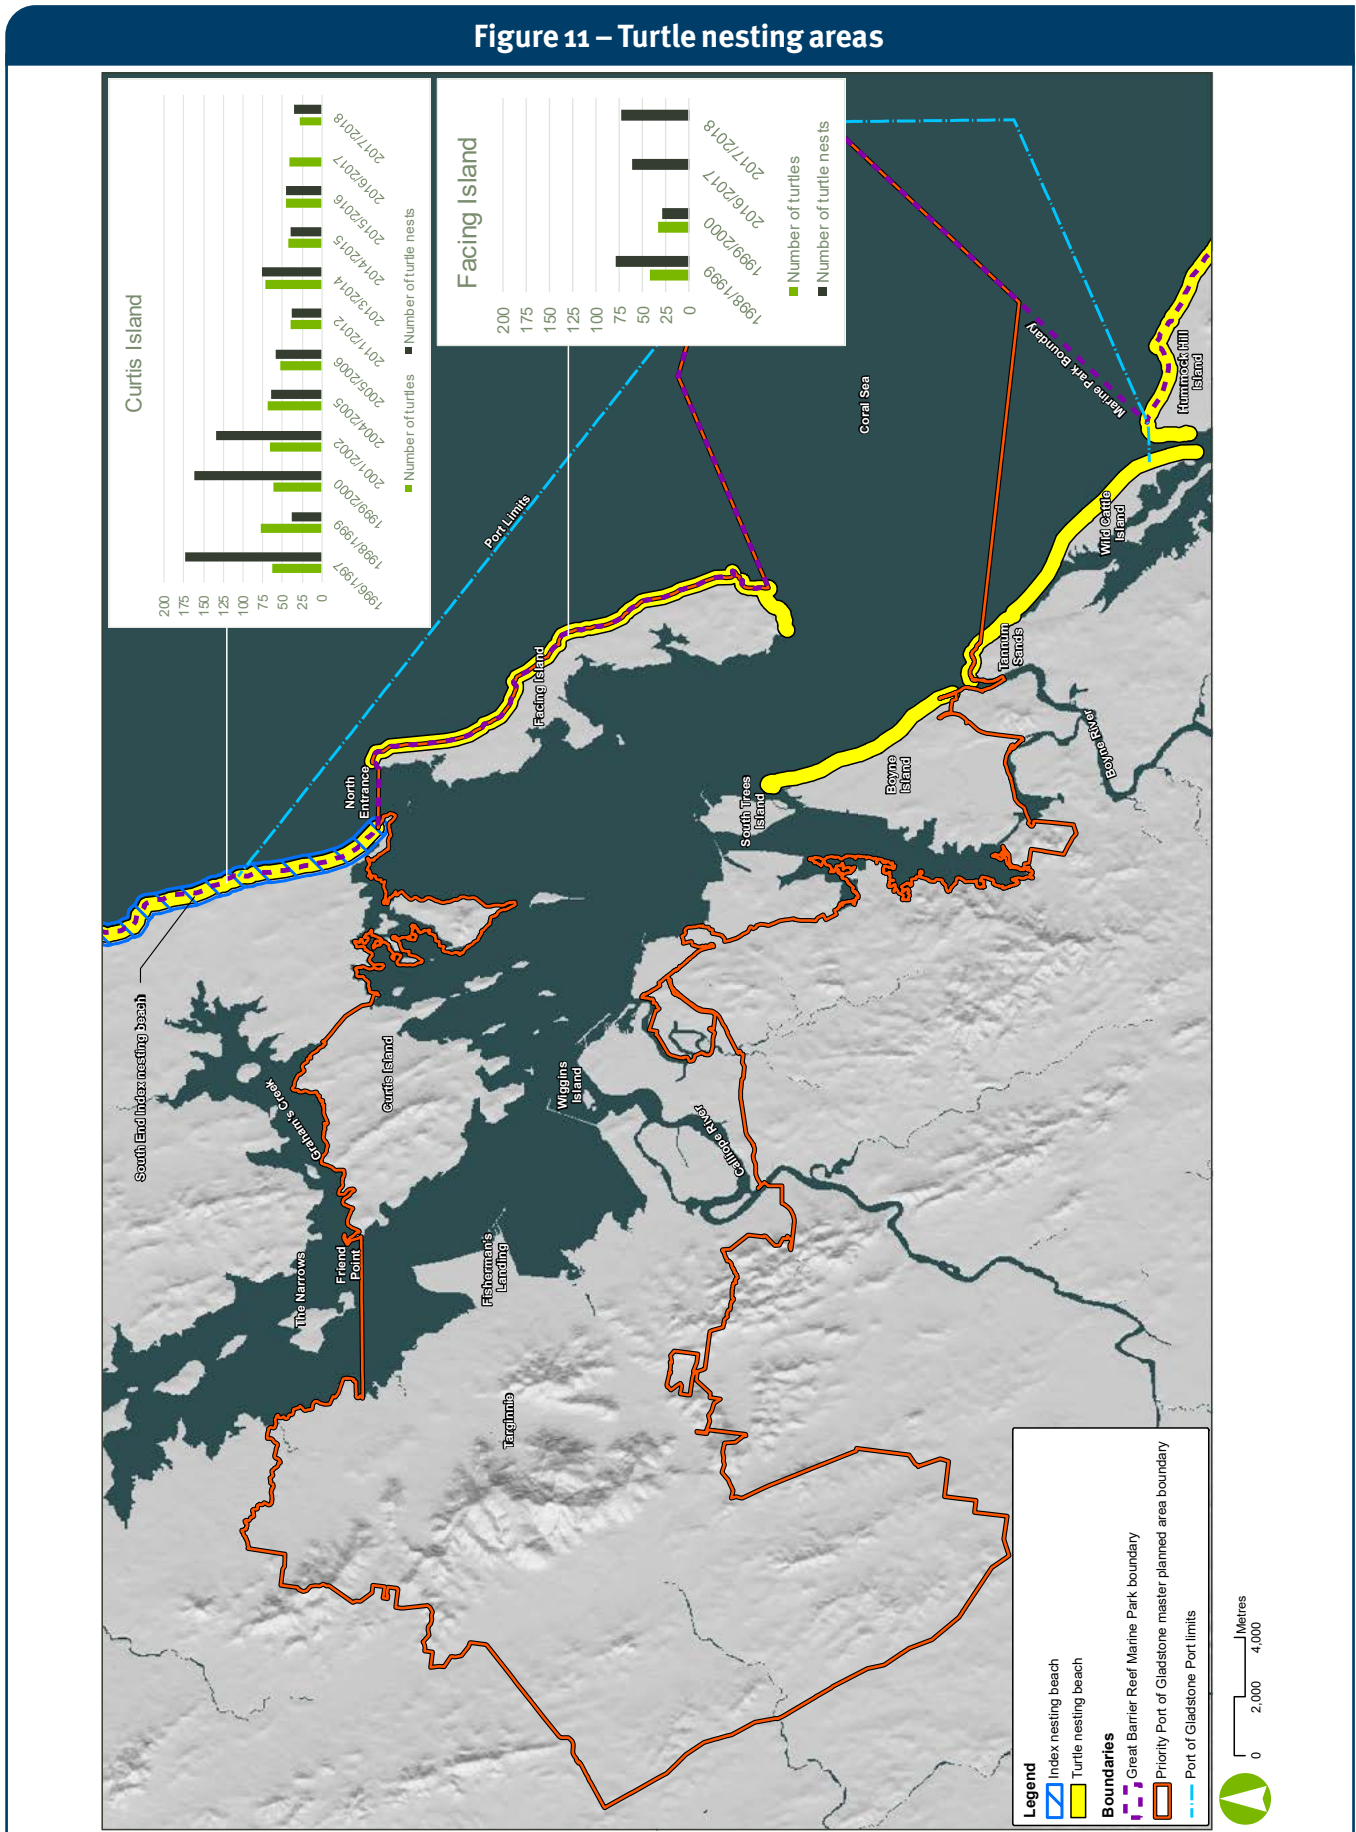 Figure 11 – Turtle nesting areas
Curtis Island
200
175
150
125
100
75
50
25
0
1996/1997
1998/1999
1999/2000
2001/2002
2004/2005
2005/2006
2011/2012
2013/2014
2014/2015
2015/2016
2016/2017
2017/2018
Number of turtles
Number of turtle nests
Facing Island
200
175
150
125
100
75
50
25
0
1998/1999
1999/2000
2016/2017
2017/2018
Number of turtles
Number of turtle nests
Port Limits
Coral Sea
Marine Park Boundary
Hummock Hill
Island
Wild Cattle
Island
Tannum
Sands
Boyne River
Boyne
Island
South Trees
Island
Facing Island
North
Entrance
South End Index nesting beach
Curtis Island
Graham's Creek
The Narrows
Friend
Point
Fisherman's
Landing
Wiggins
Island
Calliope River
Targinnie
Legend
Index nesting beach
Turtle nesting beach
Boundaries
Great Barrier Reef Marine Park boundary
Priority Port of Gladstone master planned area boundary
Port of Gladstone Port limits
0
2,000
4,000
Metres